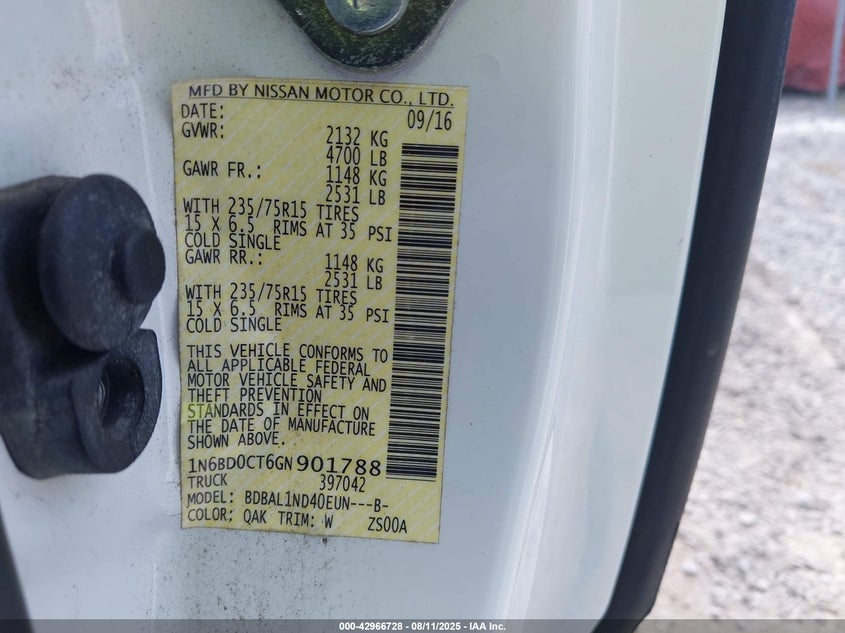 MFD BY NISSAN MOTOR CO., LTD.
DATE: 09/16
GVWR: 2132 KG
4700 LB
GAWR FR.: 1148 KG
2531 LB
WITH 235/75R15 TIRES
15 X 6.5 RIMS AT 35 PSI
COLD SINGLE
GAWR RR.: 1148 KG
2531 LB
WITH 235/75R15 TIRES
15 X 6.5 RIMS AT 35 PSI
COLD SINGLE
THIS VEHICLE CONFORMS TO
ALL APPLICABLE FEDERAL
MOTOR VEHICLE SAFETY AND
THEFT PREVENTION
STANDARDS IN EFFECT ON
THE DATE OF MANUFACTURE
SHOWN ABOVE.
1N6BD0CT6GN901788
TRUCK 397042
MODEL: BDBAL1ND40EUN---B-
COLOR: QAK TRIM: W ZS00A
000-42966728 - 08/11/2025 - IAA Inc.